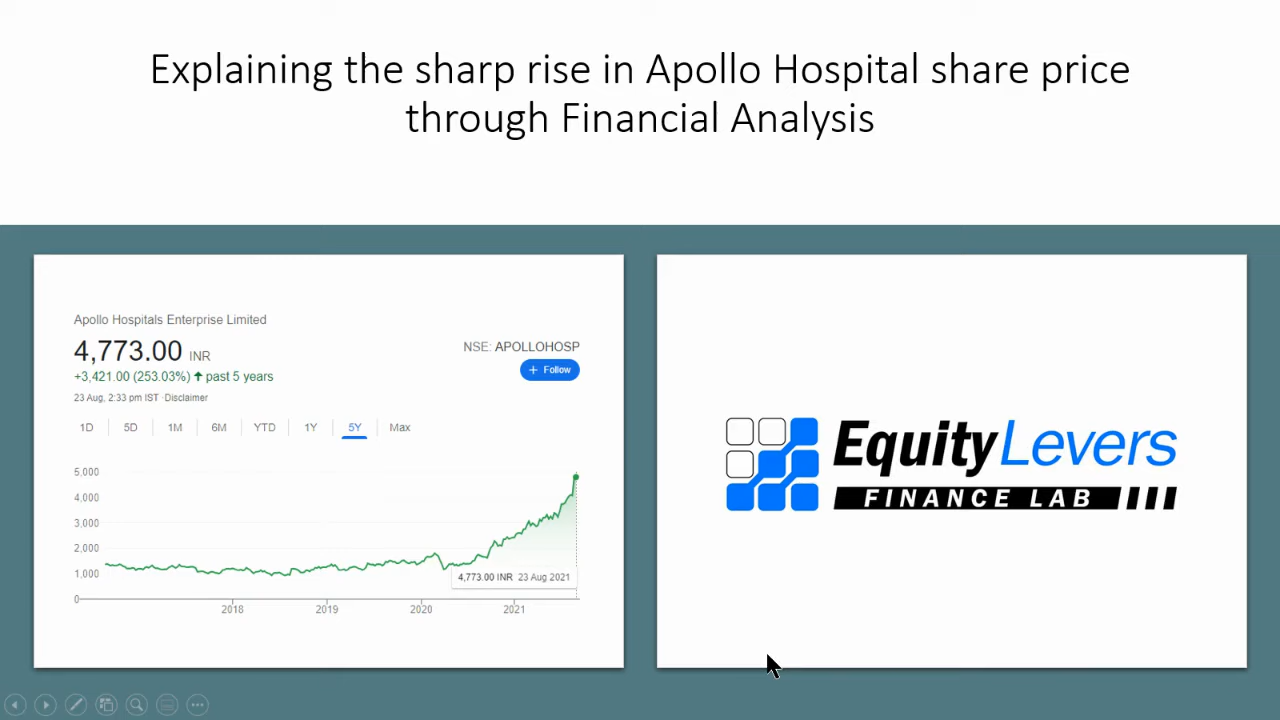 Explaining the sharp rise in Apollo Hospital share price
through Financial Analysis
Apollo Hospitals Enterprise Limited
4,773.00 INR
+3,421.00 (253.03%) ↑ past 5 years
23 Aug, 2:33 pm IST · Disclaimer
NSE: APOLLOHOSP
+ Follow
1D 5D 1M 6M YTD 1Y 5Y Max
5,000
4,000
3,000
2,000
1,000
0
4,773.00 INR 23 Aug 2021
2018 2019 2020 2021
EquityLevers
FINANCE LAB